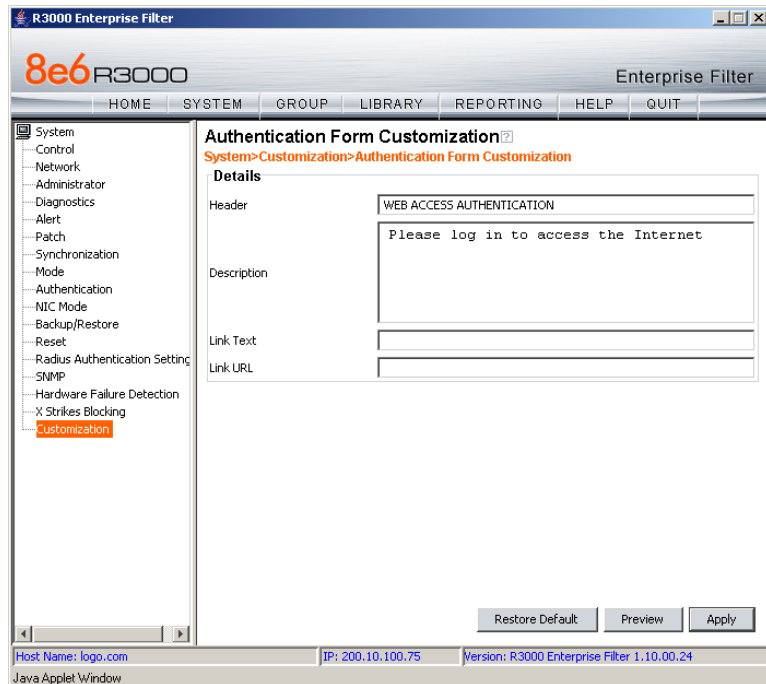 R3000 Enterprise Filter
8e6 R3000
Enterprise Filter
HOME SYSTEM GROUP LIBRARY REPORTING HELP QUIT
System
Control
Network
Administrator
Diagnostics
Alert
Patch
Synchronization
Mode
Authentication
NIC Mode
Backup/Restore
Reset
Radius Authentication Setting
SNMP
Hardware Failure Detection
X Strikes Blocking
Customization
Authentication Form Customization
System>Customization>Authentication Form Customization
Details
Header
WEB ACCESS AUTHENTICATION
Description
Please log in to access the Internet
Link Text
Link URL
Restore Default Preview Apply
Host Name: logo.com IP: 200.10.100.75 Version: R3000 Enterprise Filter 1.10.00.24
Java Applet Window